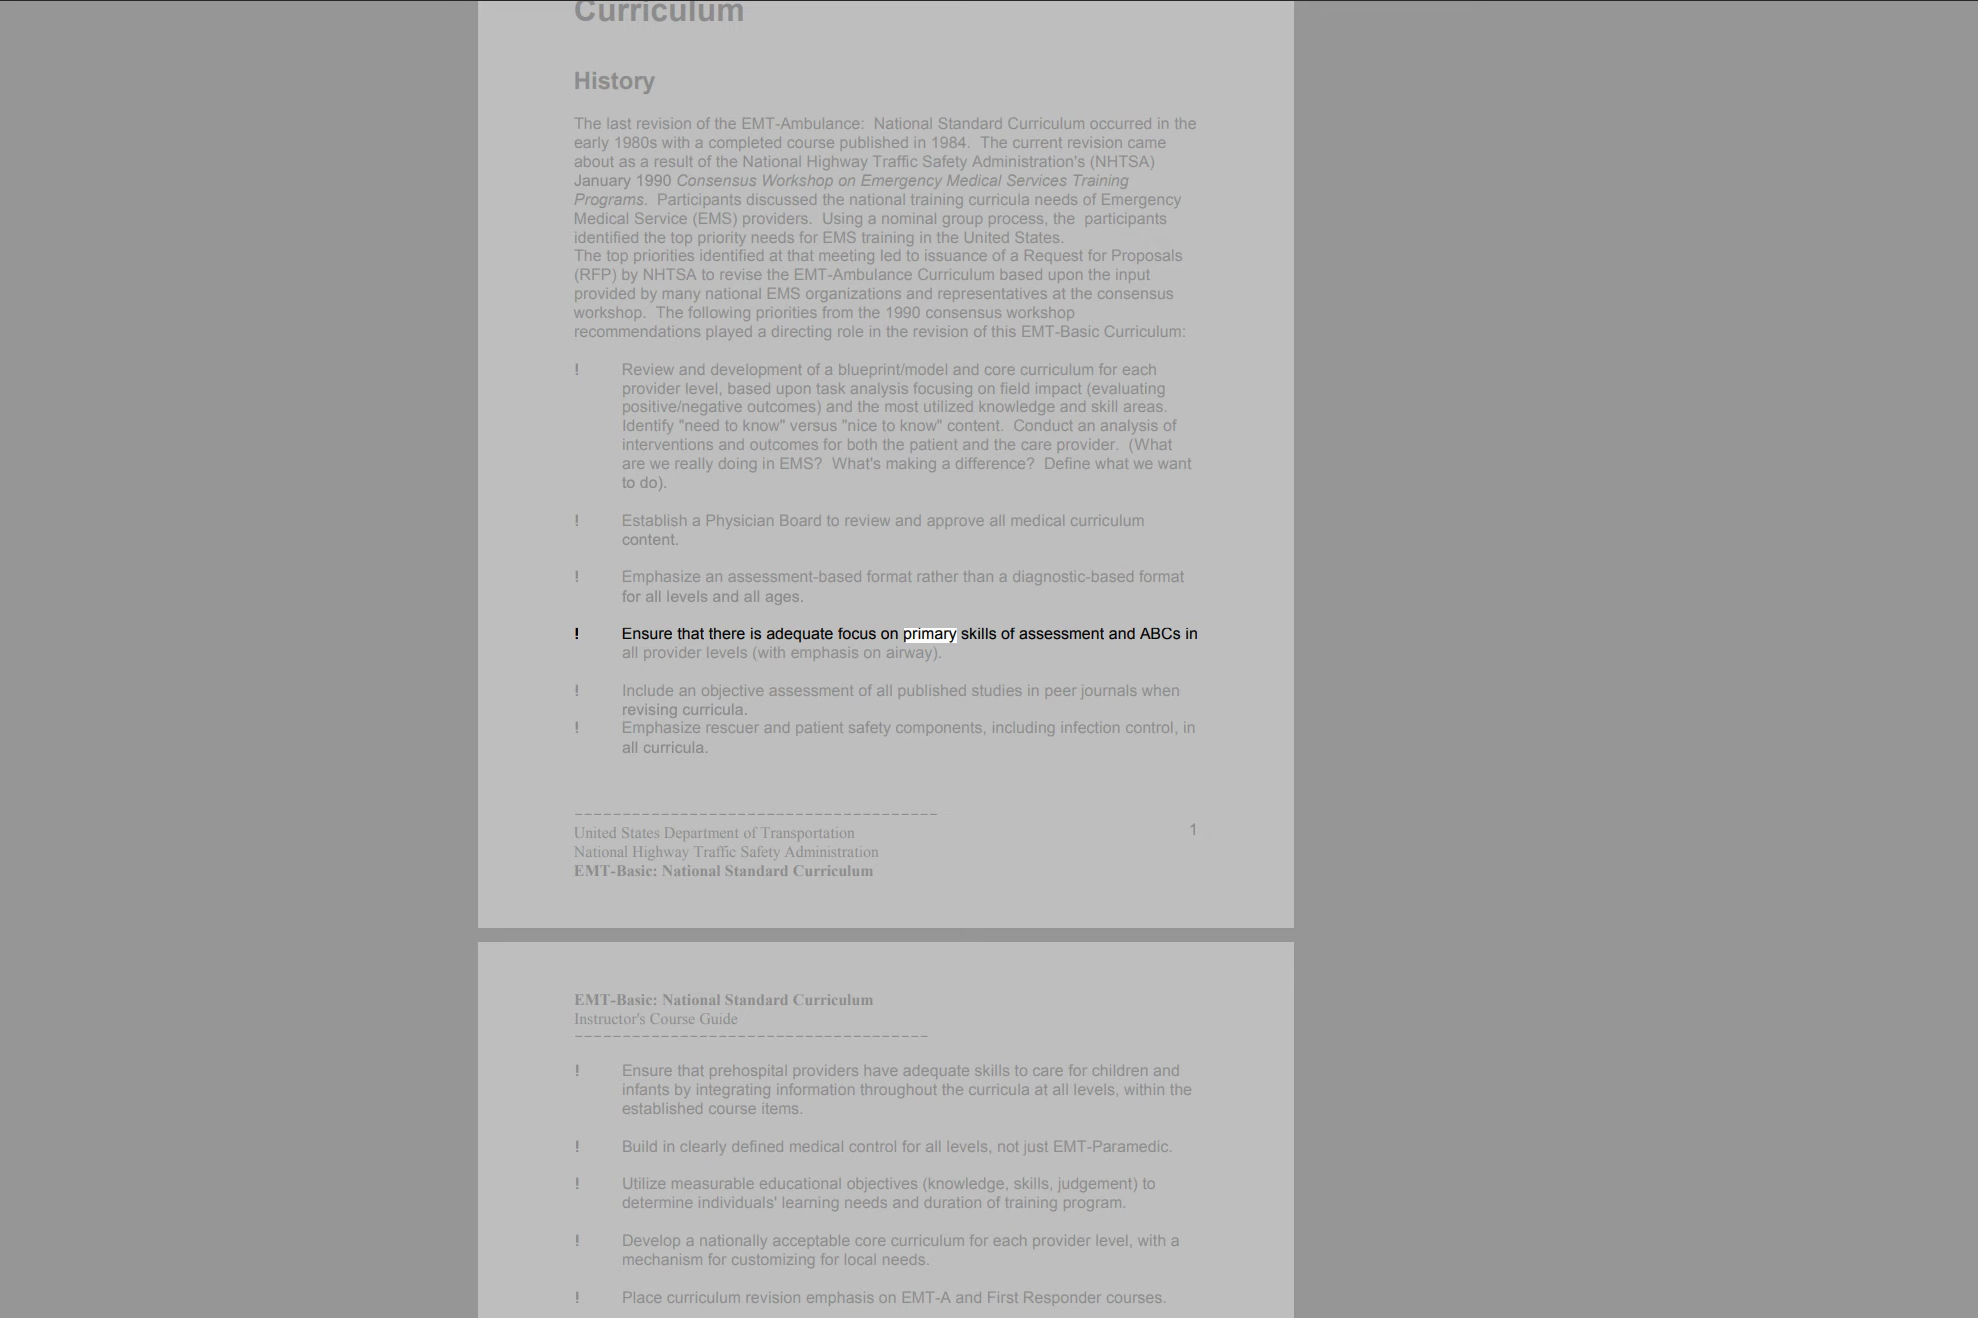 Curriculum
History
The last revision of the EMT-Ambulance: National Standard Curriculum occurred in the
early 1980s with a completed course published in 1984. The current revision came
about as a result of the National Highway Traffic Safety Administration's (NHTSA)
January 1990 Consensus Workshop on Emergency Medical Services Training
Programs. Participants discussed the national training curricula needs of Emergency
Medical Service (EMS) providers. Using a nominal group process, the participants
identified the top priority needs for EMS training in the United States.
The top priorities identified at that meeting led to issuance of a Request for Proposals
(RFP) by NHTSA to revise the EMT-Ambulance Curriculum based upon the input
provided by many national EMS organizations and representatives at the consensus
workshop. The following priorities from the 1990 consensus workshop
recommendations played a directing role in the revision of this EMT-Basic Curriculum:
! Review and development of a blueprint/model and core curriculum for each
provider level, based upon task analysis focusing on field impact (evaluating
positive/negative outcomes) and the most utilized knowledge and skill areas.
Identify "need to know" versus "nice to know" content. Conduct an analysis of
interventions and outcomes for both the patient and the care provider. (What
are we really doing in EMS? What's making a difference? Define what we want
to do).
! Establish a Physician Board to review and approve all medical curriculum
content.
! Emphasize an assessment-based format rather than a diagnostic-based format
for all levels and all ages.
! Ensure that there is adequate focus on primary skills of assessment and ABCs in
all provider levels (with emphasis on airway).
! Include an objective assessment of all published studies in peer journals when
revising curricula.
! Emphasize rescuer and patient safety components, including infection control, in
all curricula.
United States Department of Transportation 1
National Highway Traffic Safety Administration
EMT-Basic: National Standard Curriculum
EMT-Basic: National Standard Curriculum
Instructor's Course Guide
! Ensure that prehospital providers have adequate skills to care for children and
infants by integrating information throughout the curricula at all levels, within the
established course items.
! Build in clearly defined medical control for all levels, not just EMT-Paramedic.
! Utilize measurable educational objectives (knowledge, skills, judgement) to
determine individuals' learning needs and duration of training program.
! Develop a nationally acceptable core curriculum for each provider level, with a
mechanism for customizing for local needs.
! Place curriculum revision emphasis on EMT-A and First Responder courses.